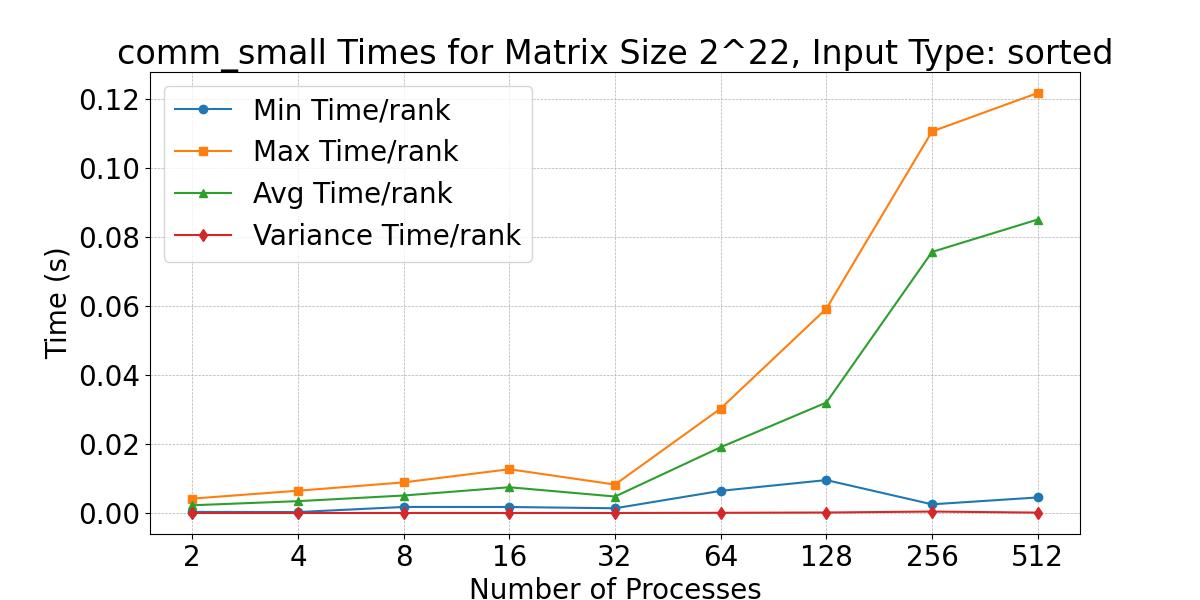 comm_small Times for Matrix Size 2^22, Input Type: sorted
Min Time/rank
Max Time/rank
Avg Time/rank
Variance Time/rank
Time (s)
0.12
0.10
0.08
0.06
0.04
0.02
0.00
2 4 8 16 32 64 128 256 512
Number of Processes